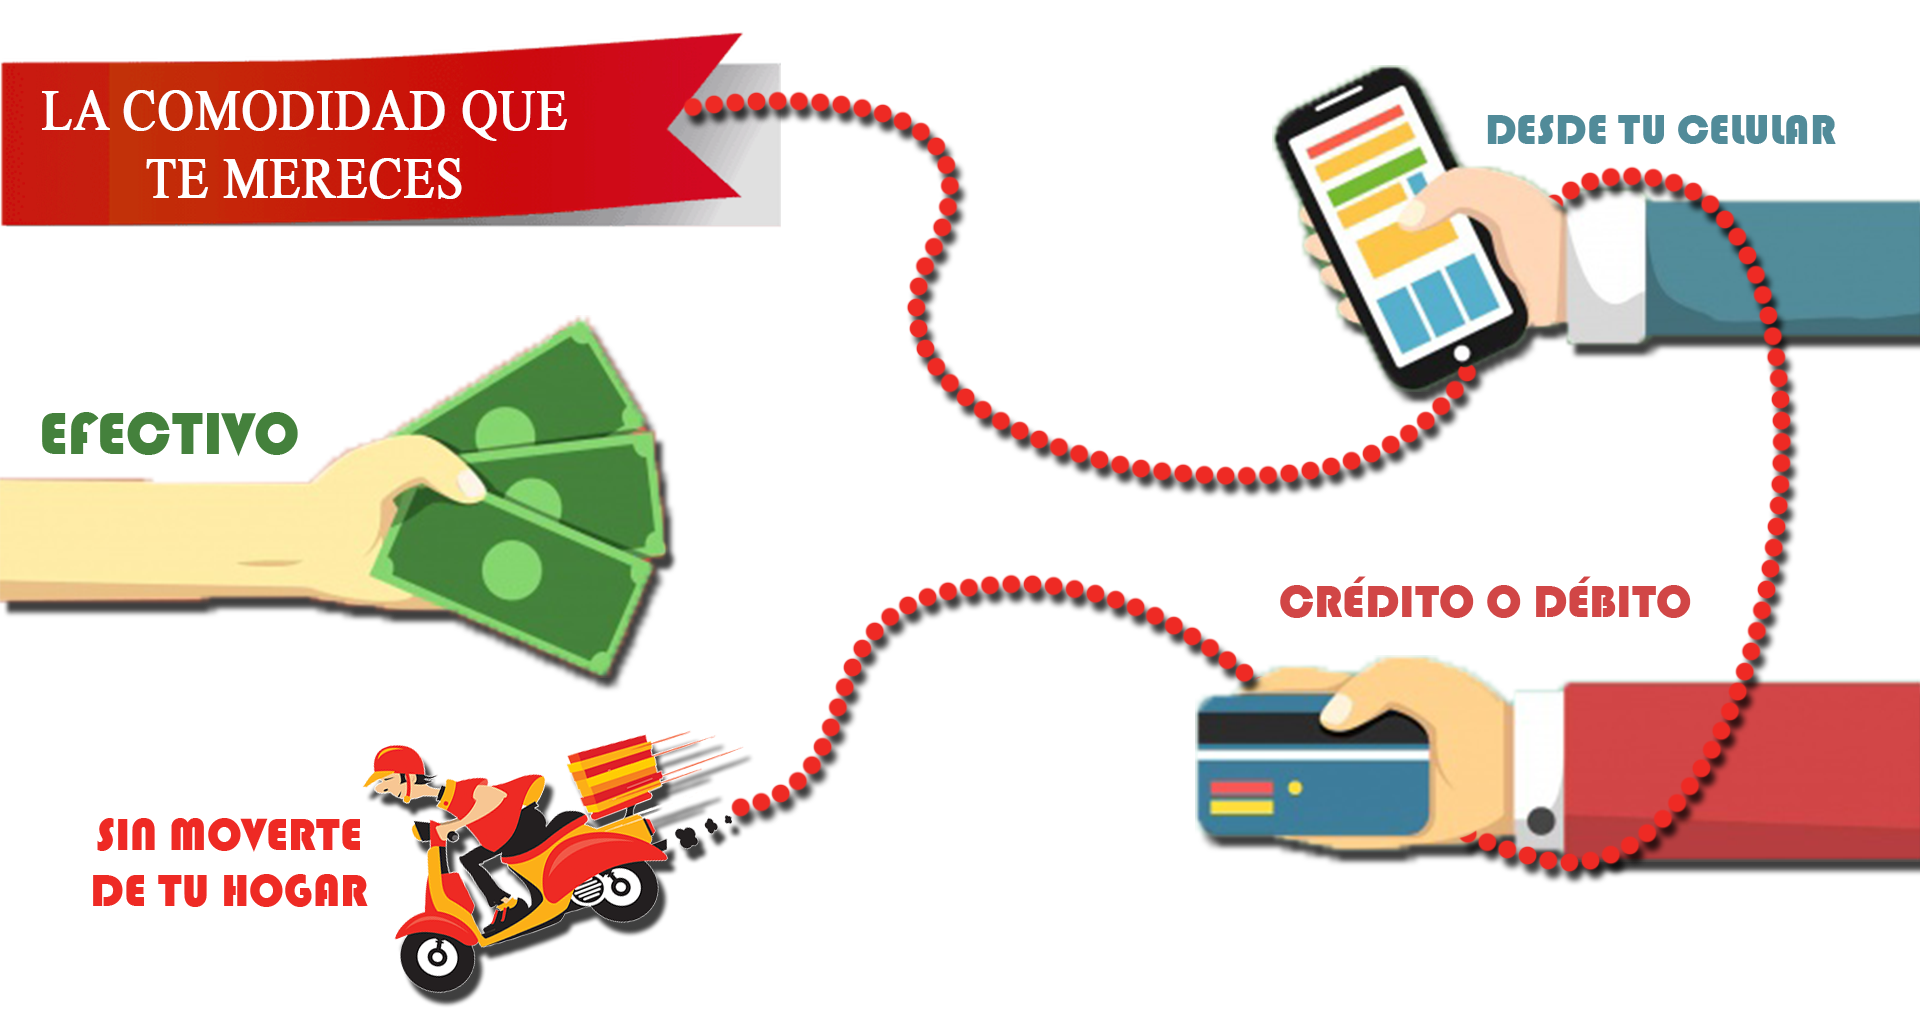 LA COMODIDAD QUE
TE MERECES
DESDE TU CELULAR
EFECTIVO
CRÉDITO O DÉBITO
SIN MOVERTE
DE TU HOGAR